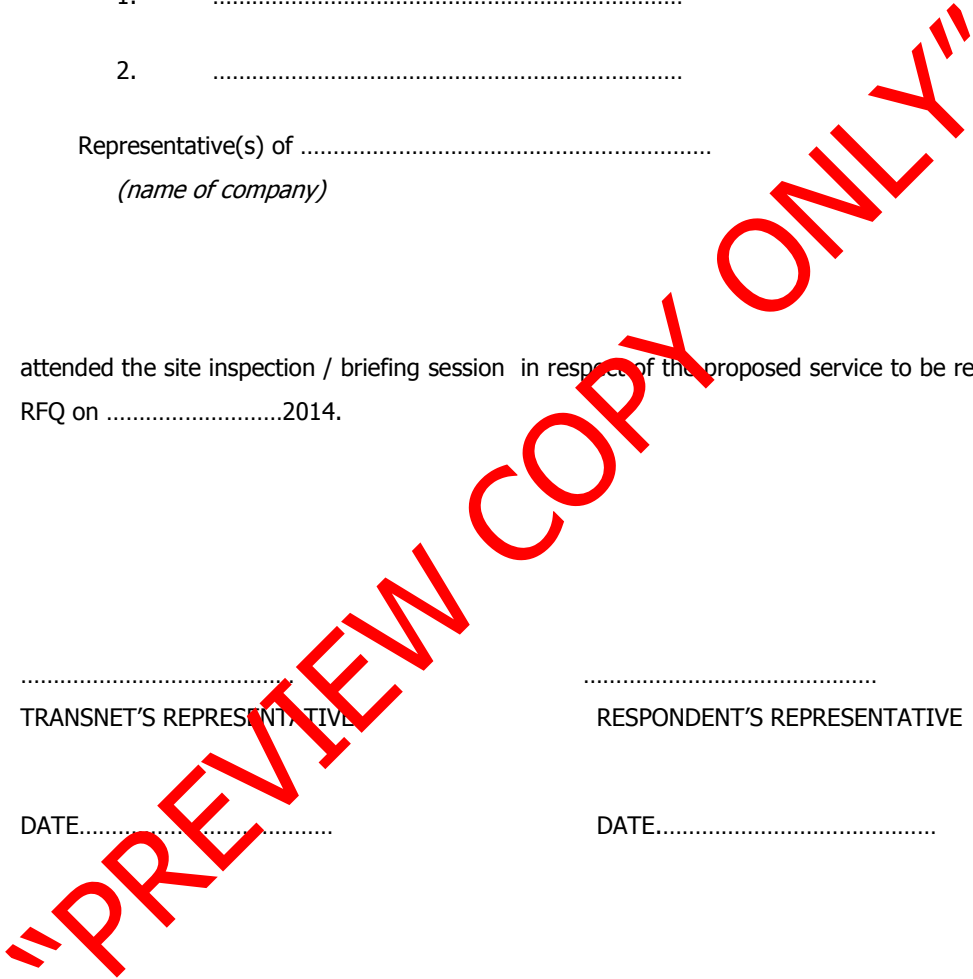 1. ……………………………………………………………
2. ………………………………………………………………
Representative(s) of ………………………………………………………
(name of company)
attended the site inspection / briefing session in respect of the proposed service to be re
RFQ on ………………………2014.
…………………………………… ………………………………………
TRANSNET’S REPRESENTATIVE RESPONDENT’S REPRESENTATIVE
DATE………………………………… DATE.……………………………………
“PREVIEW COPY ONLY”